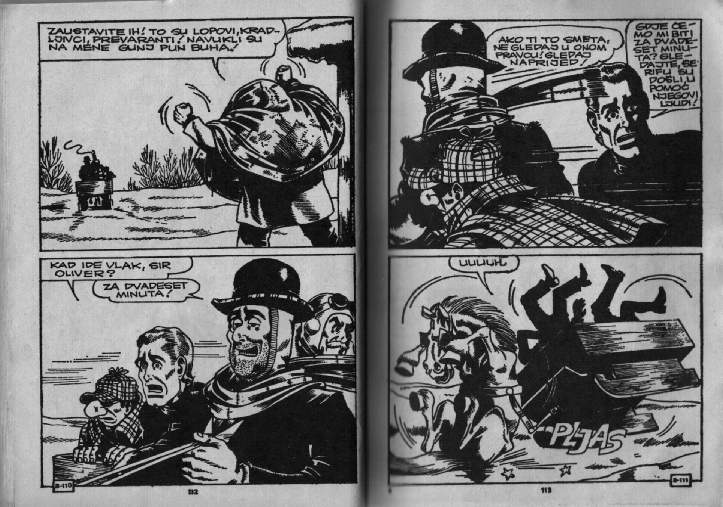 ZAUSTAVITE IH! TO SU LOPOVI, KRAD-
LJIVCI, PREVARANTI! NAVUKLI SU
NA MENE GUNJ PUN BUHA!
KAD IDE VLAK, SIR
OLIVER?
ZA DVADESET
MINUTA!
B-110
112
AKO TI TO SMETA,
NE GLEDAJ U ONOM
PRAVCU! GLEDAJ
NAPRIJED!
GDJE ĆE-
MO MI BITI
ZA DVADE-
SET MINU-
TA? GLE-
DAJTE, ŠE-
RIFU SU
DOŠLI, U
POMOĆ
NJEGOVI
LJUDI!
UUUUH!
PLJAS
113
B-111